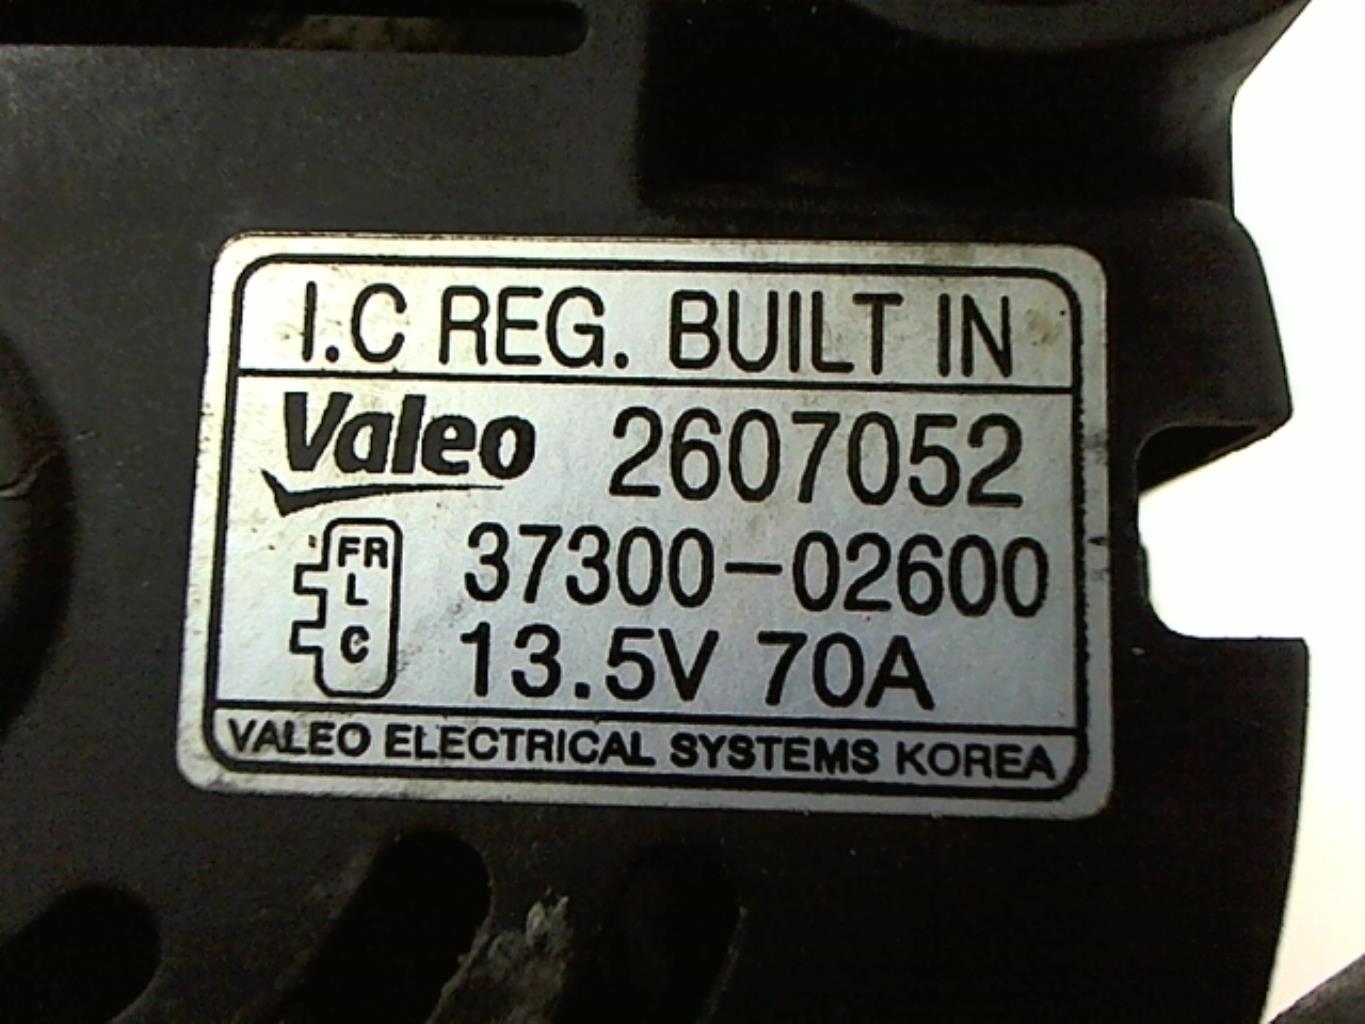 I.C REG. BUILT IN
Valeo 2607052
FR
L
C
37300-02600
13.5V 70A
VALEO ELECTRICAL SYSTEMS KOREA